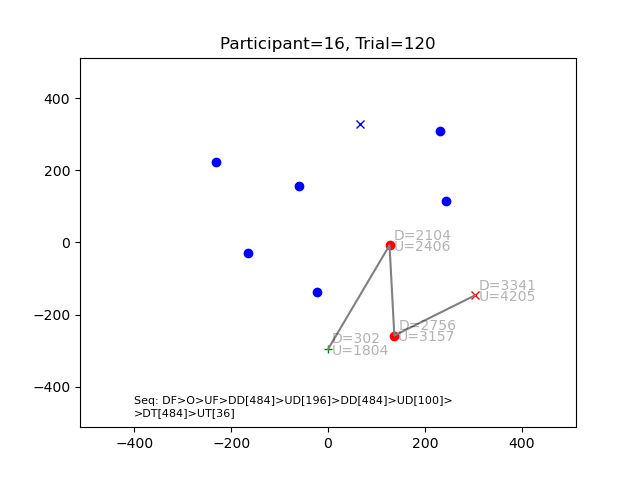 Participant=16, Trial=120
400
200
0
−200
−400
D=2104
U=2406
D=3341
U=4205
D=2756
U=3157
D=302
U=1804
Seq: DF>O>UF>DD[484]>UD[196]>DD[484]>UD[100]>
>DT[484]>UT[36]
−400 −200 0 200 400